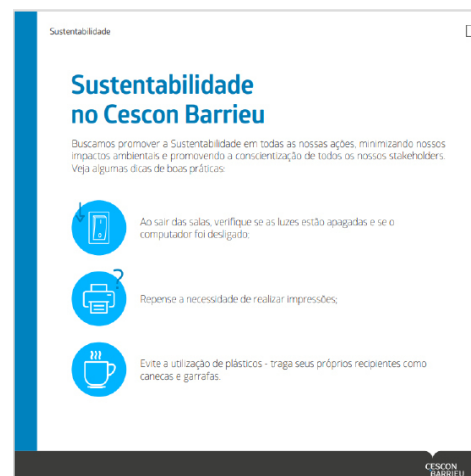 Sustentabilidade
Sustentabilidade
no Cescon Barrieu
Buscamos promover a Sustentabilidade em todas as nossas ações, minimizando nossos
impactos ambientais e promovendo a conscientização de todos os nossos stakeholders.
Veja algumas dicas de boas práticas:
Ao sair das salas, verifique se as luzes estão apagadas e se o
computador foi desligado;
?
Repense a necessidade de realizar impressões;
Evite a utilização de plásticos - traga seus próprios recipientes como
canecas e garrafas.
CESCON
BARRIEU